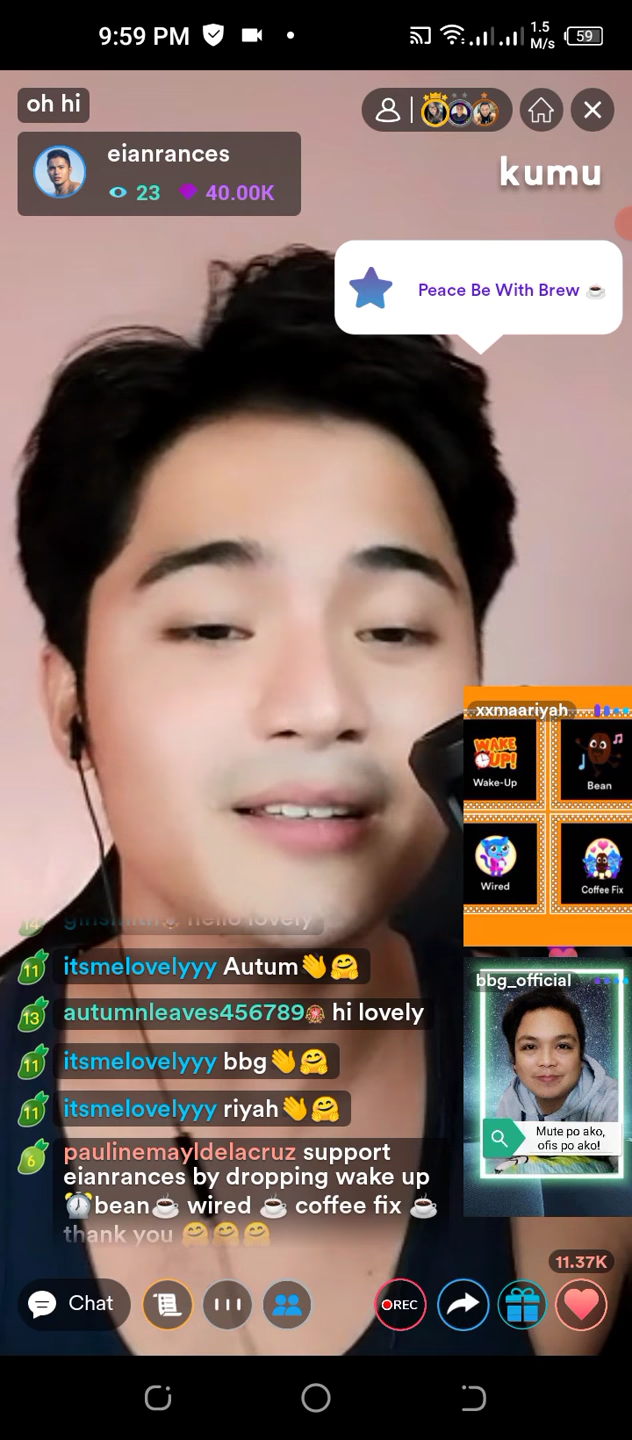 9:59 PM
1.5
M/s
59
oh hi
eianrances
23 40.00K
kumu
Peace Be With Brew ☕
xxmaariyah
WAKE UP!
Wake-Up
Bean
Wired
Coffee Fix
14
hello lovely
11 itsmelovelyyy Autum👋🤗
13 autumnleaves456789 hi lovely
11 itsmelovelyyy bbg👋🤗
11 itsmelovelyyy riyah👋🤗
6 paulinemayldelacruz support
eianrances by dropping wake up
⏰bean☕ wired ☕ coffee fix ☕
thank you 🤗🤗🤗
bbg_official
Mute po ako,
ofis po ako!
11.37K
Chat
REC